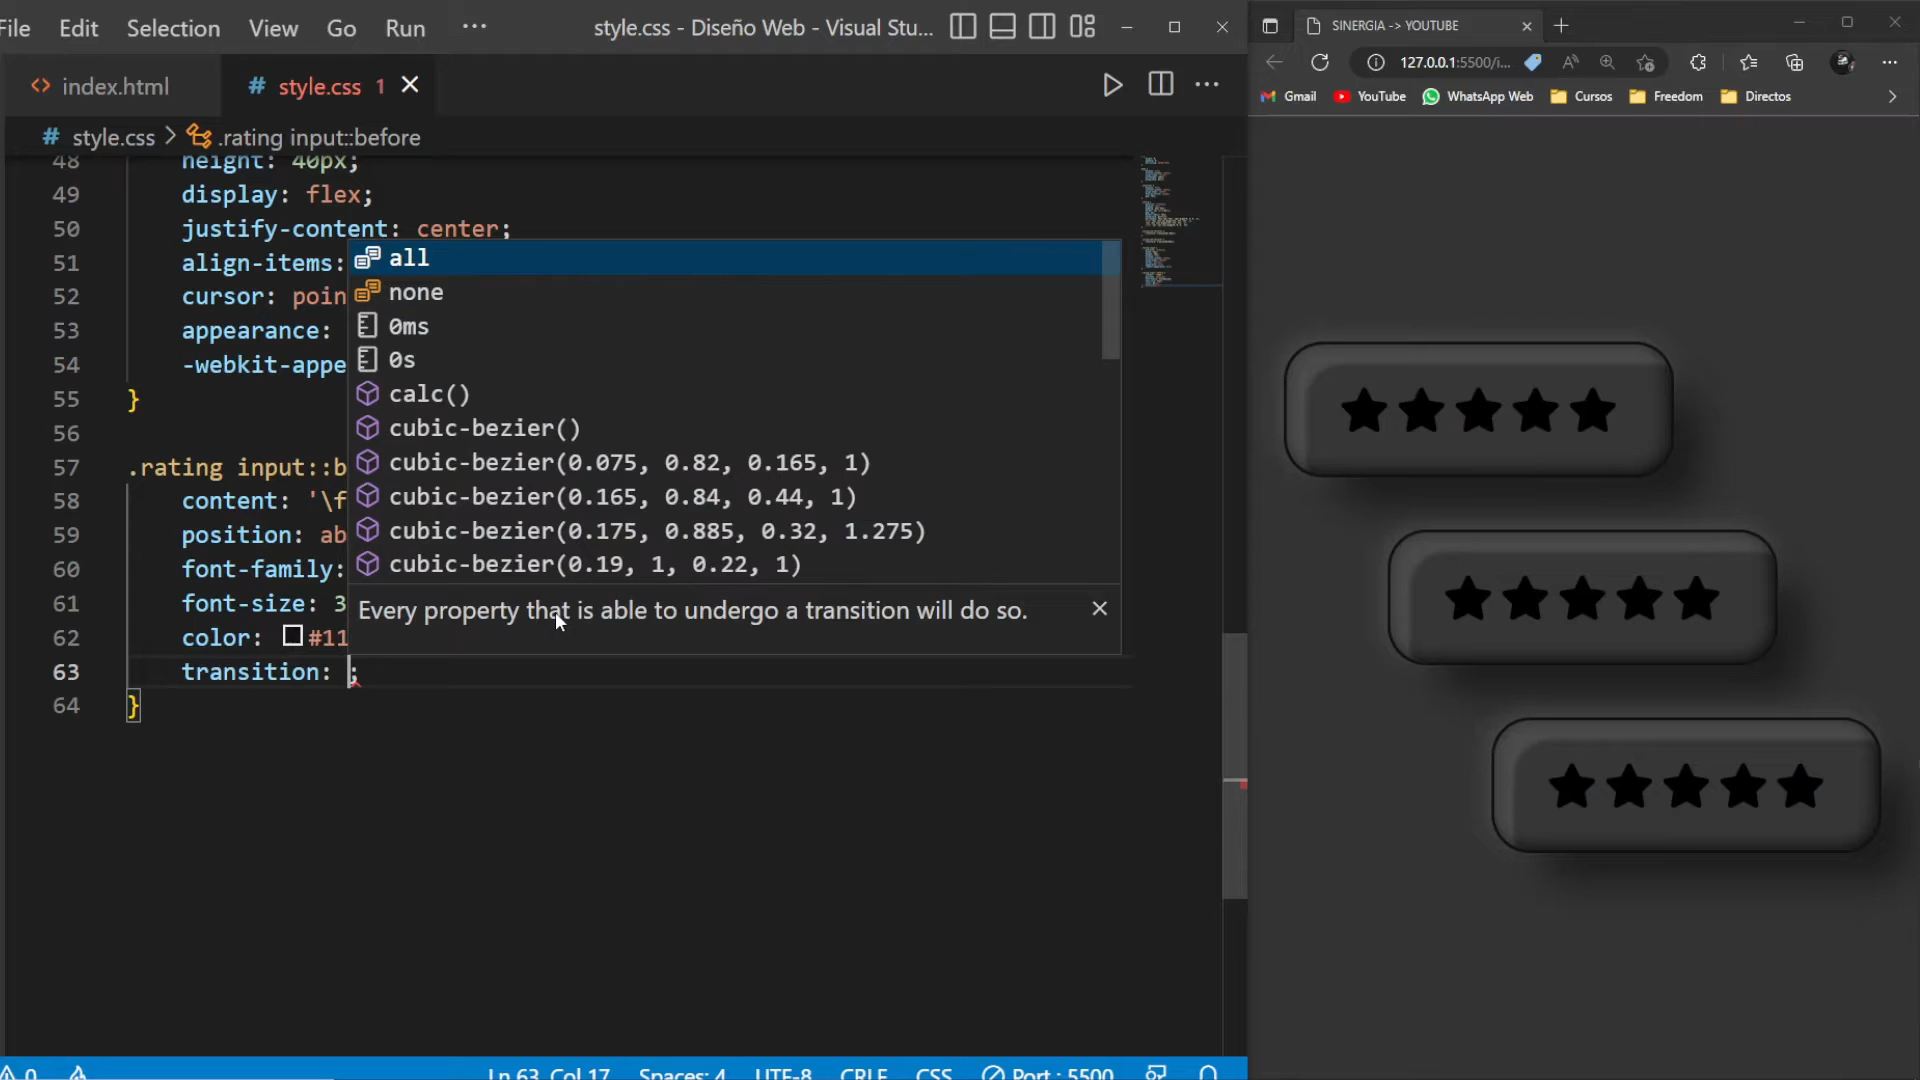 File Edit Selection View Go Run ··· style.css - Diseño Web - Visual Stu...
index.html # style.css 1
# style.css > .rating input::before
48 height: 40px;
49 display: flex;
50 justify-content: center;
51 align-items:
52 cursor: poin
53 appearance:
54 -webkit-appe
55 }
56
57 .rating input::b
58 content: '\f
59 position: ab
60 font-family:
61 font-size: 3
62 color: #11
63 transition: ;
64 }
all
none
0ms
0s
calc()
cubic-bezier()
cubic-bezier(0.075, 0.82, 0.165, 1)
cubic-bezier(0.165, 0.84, 0.44, 1)
cubic-bezier(0.175, 0.885, 0.32, 1.275)
cubic-bezier(0.19, 1, 0.22, 1)
Every property that is able to undergo a transition will do so.
0 Ln 63, Col 17 Spaces: 4 UTF-8 CRLF CSS Port : 5500
SINERGIA -> YOUTUBE
127.0.0.1:5500/i...
Gmail YouTube WhatsApp Web Cursos Freedom Directos